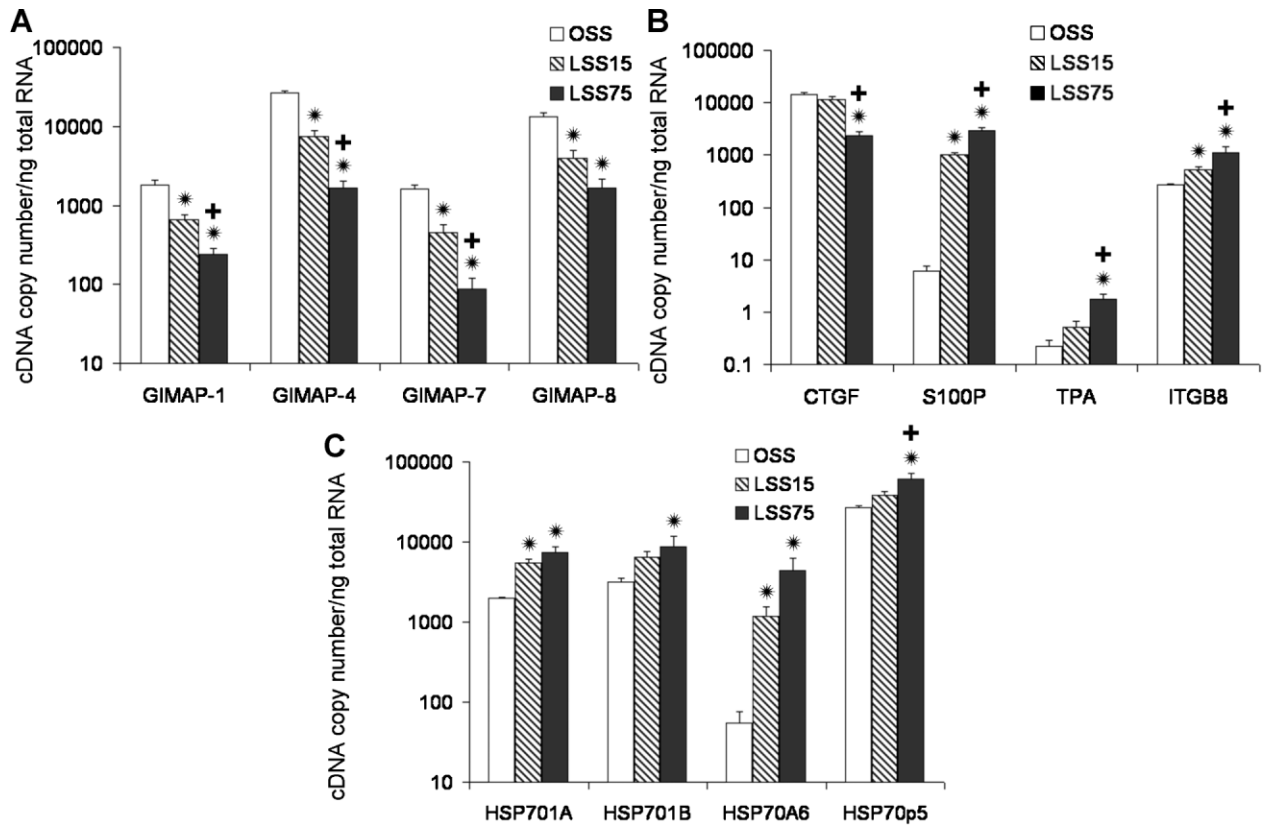 A
cDNA copy number/ng total RNA
100000
10000
1000
100
10
OSS
LSS15
LSS75
* * + * * + * * + * *
GIMAP-1 GIMAP-4 GIMAP-7 GIMAP-8
B
cDNA copy number/ng total RNA
100000
10000
1000
100
10
1
0.1
OSS
LSS15
LSS75
+ * * + * + * * + *
CTGF S100P TPA ITGB8
C
cDNA copy number/ng total RNA
100000
10000
1000
100
10
OSS
LSS15
LSS75
* * * * * + *
HSP701A HSP701B HSP70A6 HSP70p5